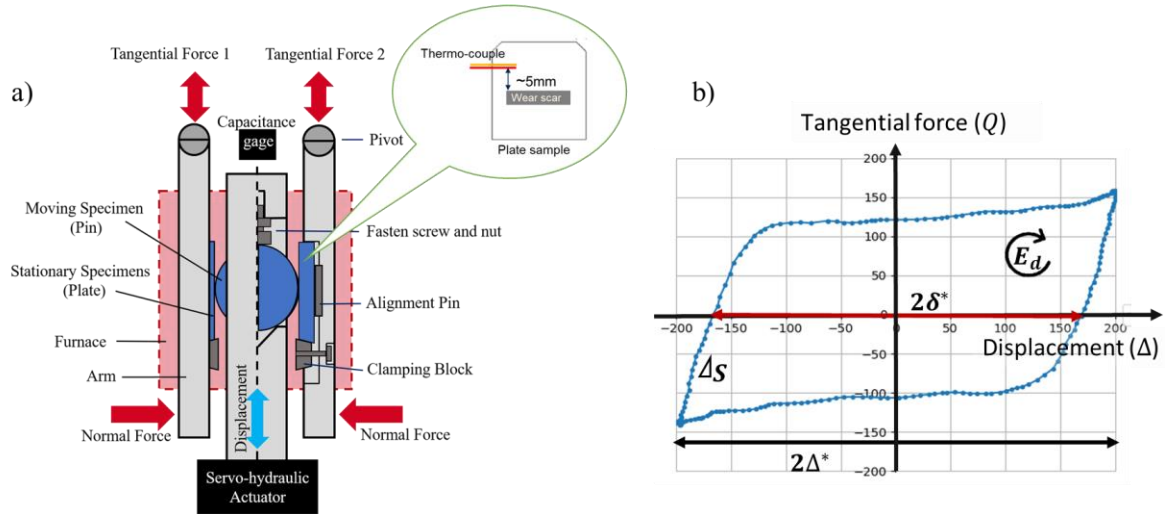 a)
Tangential Force 1
Tangential Force 2
Capacitance
gage
Pivot
Moving Specimen
(Pin)
Stationary Specimens
(Plate)
Furnace
Arm
Normal Force
Fasten screw and nut
Alignment Pin
Clamping Block
Normal Force
Displacement
Servo-hydraulic
Actuator
Thermo-couple
~5mm
Wear scar
Plate sample
b)
Tangential force (Q)
200
150
100
50
0
−50
−100
−150
−200
−200 −150 −100 −50 0 50 100 150 200
E_d
2δ*
Displacement (Δ)
Δ_S
2Δ*